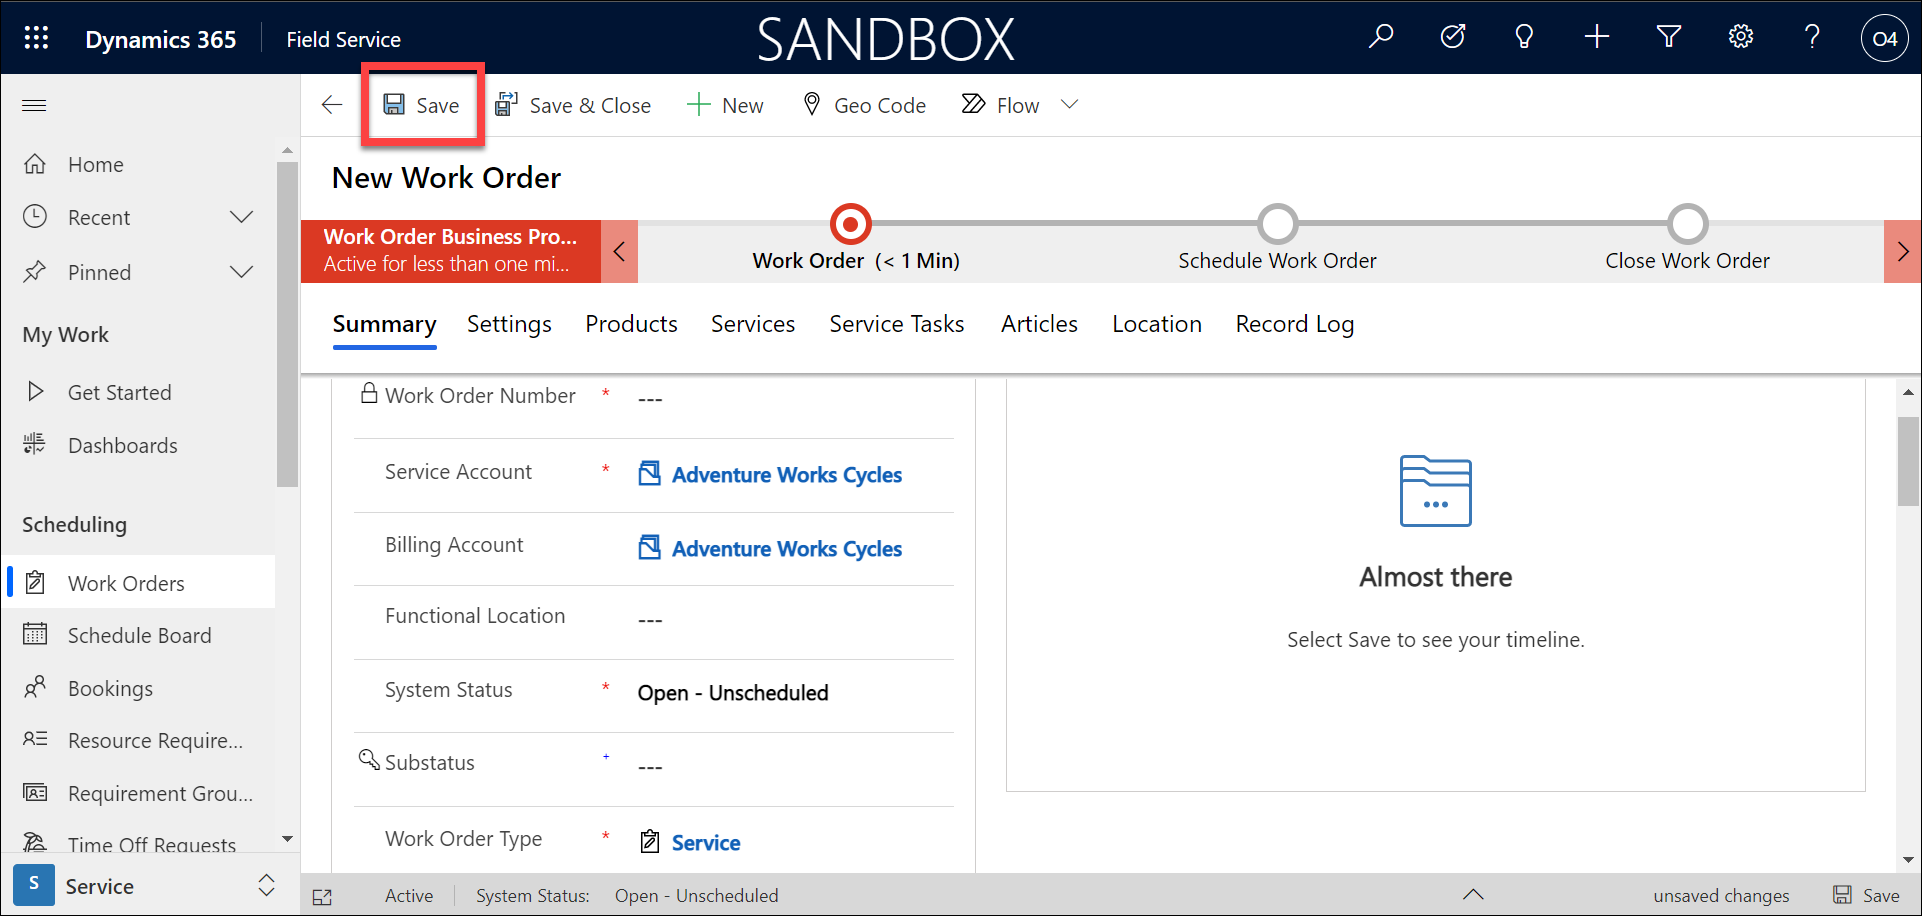 Dynamics 365
Field Service
SANDBOX
O4
Save
Save & Close
New
Geo Code
Flow
Home
Recent
Pinned
My Work
Get Started
Dashboards
Scheduling
Work Orders
Schedule Board
Bookings
Resource Require...
Requirement Grou...
Time Off Requests
S
Service
New Work Order
Work Order Business Pro...
Active for less than one mi...
Work Order (< 1 Min)
Schedule Work Order
Close Work Order
Summary
Settings
Products
Services
Service Tasks
Articles
Location
Record Log
Work Order Number * ---
Service Account * Adventure Works Cycles
Billing Account Adventure Works Cycles
Functional Location ---
System Status * Open - Unscheduled
Substatus + ---
Work Order Type * Service
Almost there
Select Save to see your timeline.
Active
System Status: Open - Unscheduled
unsaved changes
Save